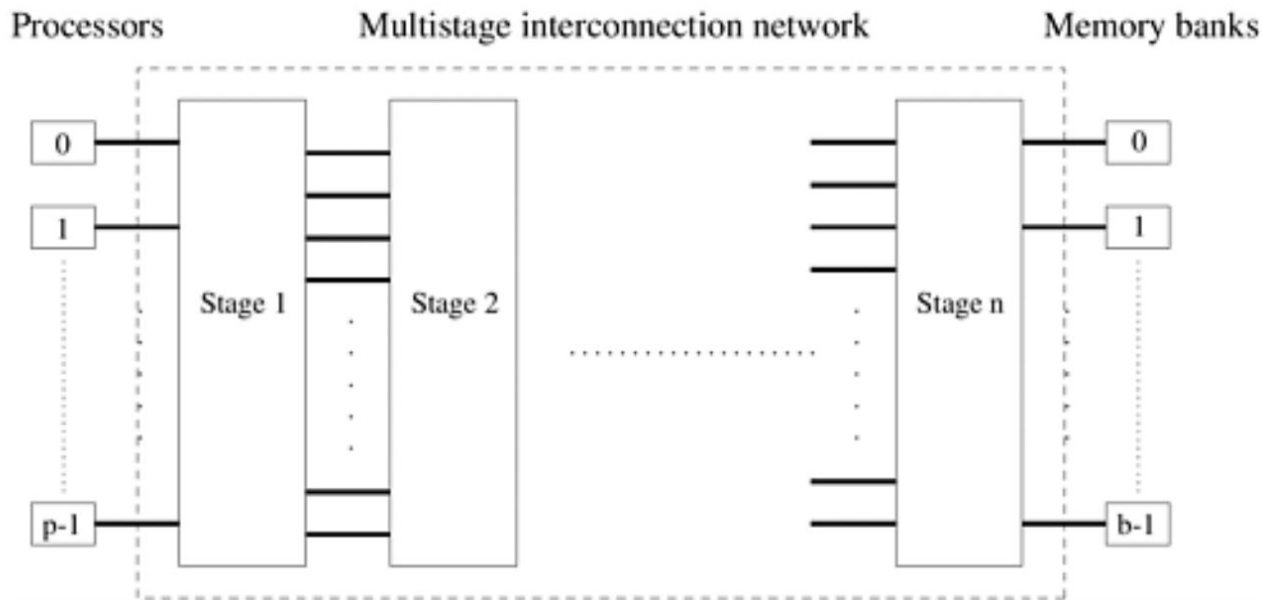 Processors Multistage interconnection network Memory banks
0 0
1 1
Stage 1 Stage 2 Stage n
p-1 b-1